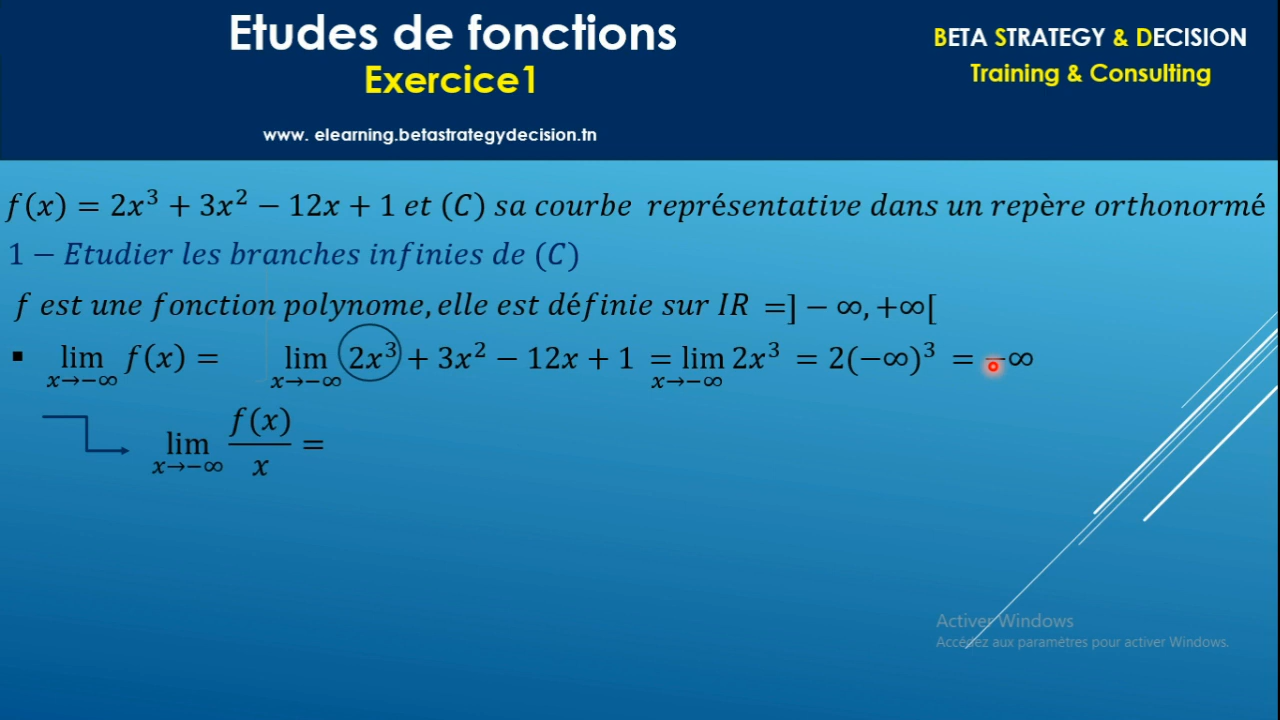 Etudes de fonctions
Exercice1
www. elearning.betastrategydecision.tn
BETA STRATEGY & DECISION
Training & Consulting
f(x) = 2x³ + 3x² − 12x + 1 et (C) sa courbe représentative dans un repère orthonormé
1 − Etudier les branches infinies de (C)
f est une fonction polynome, elle est définie sur IR =] − ∞, +∞[
▪ lim x→−∞ f(x) = lim x→−∞ 2x³ + 3x² − 12x + 1 = lim x→−∞ 2x³ = 2(−∞)³ = −∞
lim x→−∞ f(x)/x =
Activer Windows
Accédez aux paramètres pour activer Windows.